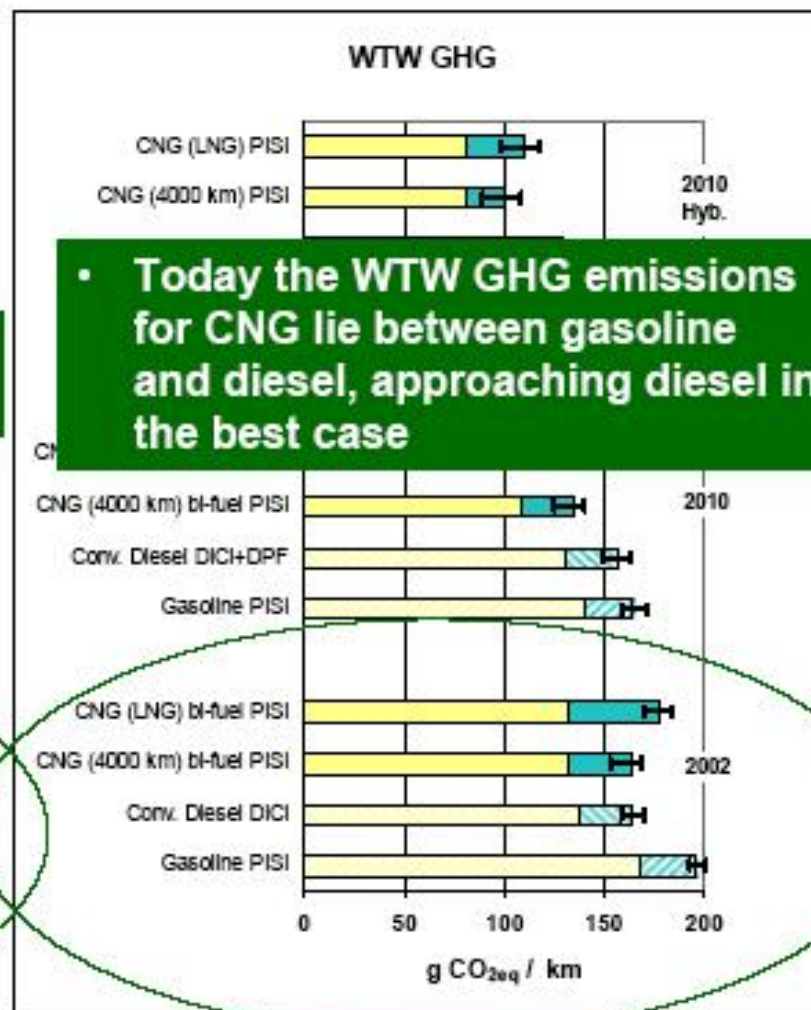 WTW GHG
CNG (LNG) PISI
CNG (4000 km) PISI
2010
Hyb.
• Today the WTW GHG emissions
for CNG lie between gasoline
and diesel, approaching diesel in
the best case
CNG (4000 km) bi-fuel PISI
2010
Conv. Diesel DICI+DPF
Gasoline PISI
CNG (LNG) bi-fuel PISI
CNG (4000 km) bi-fuel PISI
2002
Conv. Diesel DICI
Gasoline PISI
0 50 100 150 200
g CO2eq / km